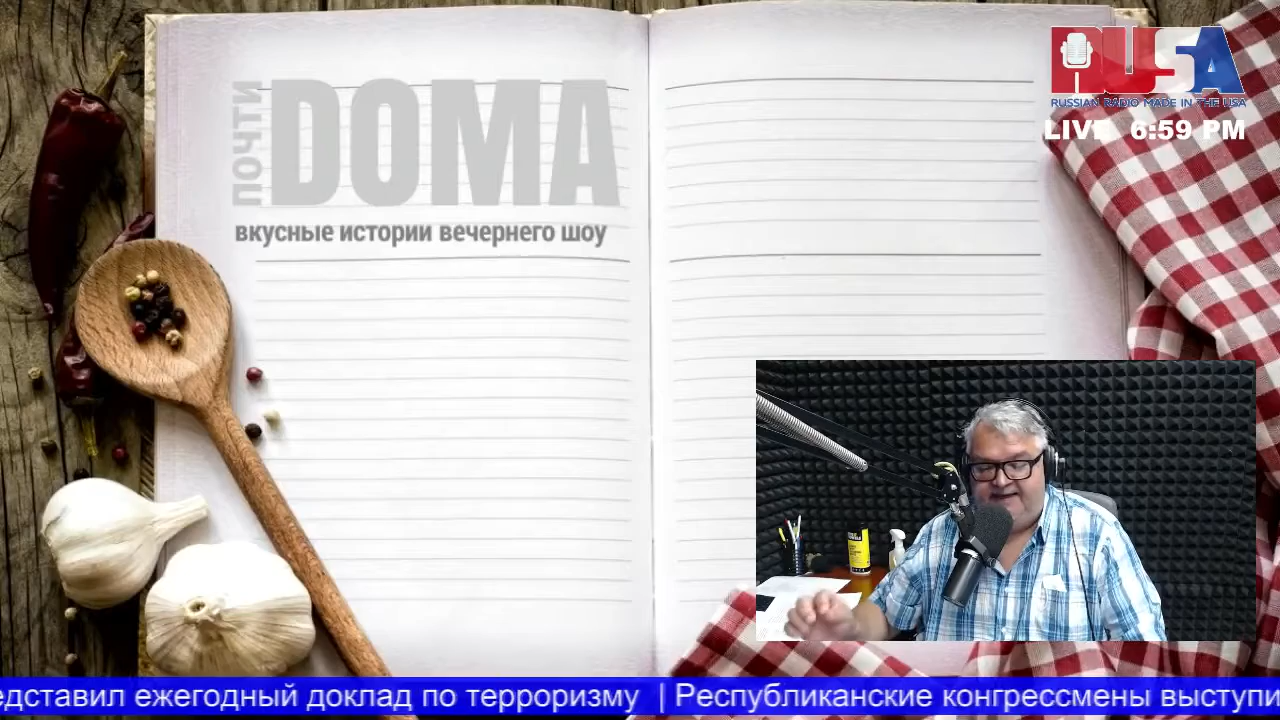 ПОЧТИ
DOMA
вкусные истории вечернего шоу
RUSA
RUSSIAN RADIO MADE IN THE USA
LIVE 6:59 PM
едставил ежегодный доклад по терроризму | Республиканские конгрессмены выступи